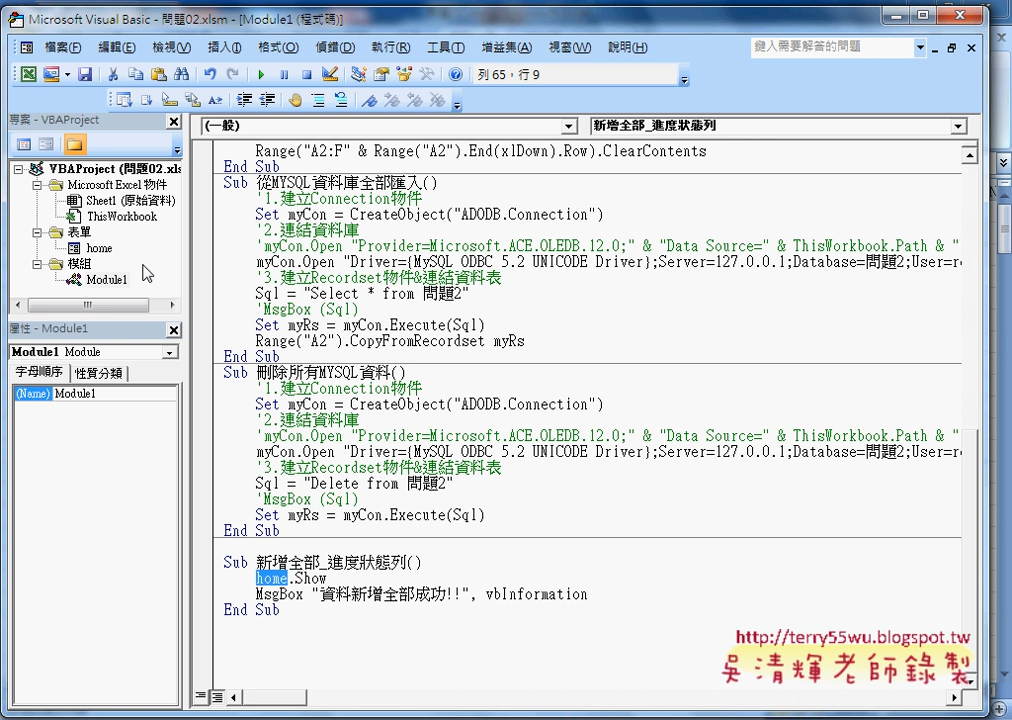 Microsoft Visual Basic - 問題02.xlsm - [Module1 (程式碼)]
檔案(F) 編輯(E) 檢視(V) 插入(I) 格式(O) 偵錯(D) 執行(R) 工具(T) 增益集(A) 視窗(W) 說明(H) 鍵入需要解答的問題
列 65，行 9
專案 - VBAProject
(一般) 新增全部_進度狀態列
VBAProject (問題02.xls
Microsoft Excel 物件
Sheet1 (原始資料)
ThisWorkbook
表單
home
模組
Module1
屬性 - Module1
Module1 Module
字母順序 性質分類
(Name) Module1
Range("A2:F" & Range("A2").End(xlDown).Row).ClearContents
End Sub
Sub 從MYSQL資料庫全部匯入()
'1.建立Connection物件
Set myCon = CreateObject("ADODB.Connection")
'2.連結資料庫
'myCon.Open "Provider=Microsoft.ACE.OLEDB.12.0;" & "Data Source=" & ThisWorkbook.Path & "
myCon.Open "Driver={MySQL ODBC 5.2 UNICODE Driver};Server=127.0.0.1;Database=問題2;User=r
'3.建立Recordset物件&連結資料表
Sql = "Select * from 問題2"
'MsgBox (Sql)
Set myRs = myCon.Execute(Sql)
Range("A2").CopyFromRecordset myRs
End Sub
Sub 刪除所有MYSQL資料()
'1.建立Connection物件
Set myCon = CreateObject("ADODB.Connection")
'2.連結資料庫
'myCon.Open "Provider=Microsoft.ACE.OLEDB.12.0;" & "Data Source=" & ThisWorkbook.Path & "
myCon.Open "Driver={MySQL ODBC 5.2 UNICODE Driver};Server=127.0.0.1;Database=問題2;User=r
'3.建立Recordset物件&連結資料表
Sql = "Delete from 問題2"
'MsgBox (Sql)
Set myRs = myCon.Execute(Sql)
End Sub
Sub 新增全部_進度狀態列()
home.Show
MsgBox "資料新增全部成功!!", vbInformation
End Sub
http://terry55wu.blogspot.tw
吳清輝老師錄製